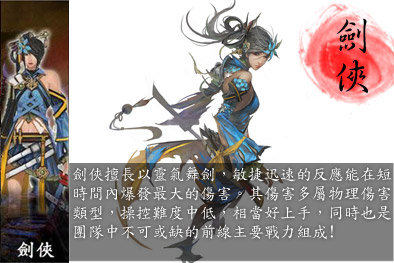 劍俠
劍俠擅長以靈氣舞劍，敏捷迅速的反應能在短
時間內爆發最大的傷害。其傷害多屬物理傷害
類型，操控難度中低，相當好上手，同時也是
團隊中不可或缺的前線主要戰力組成!
劍俠